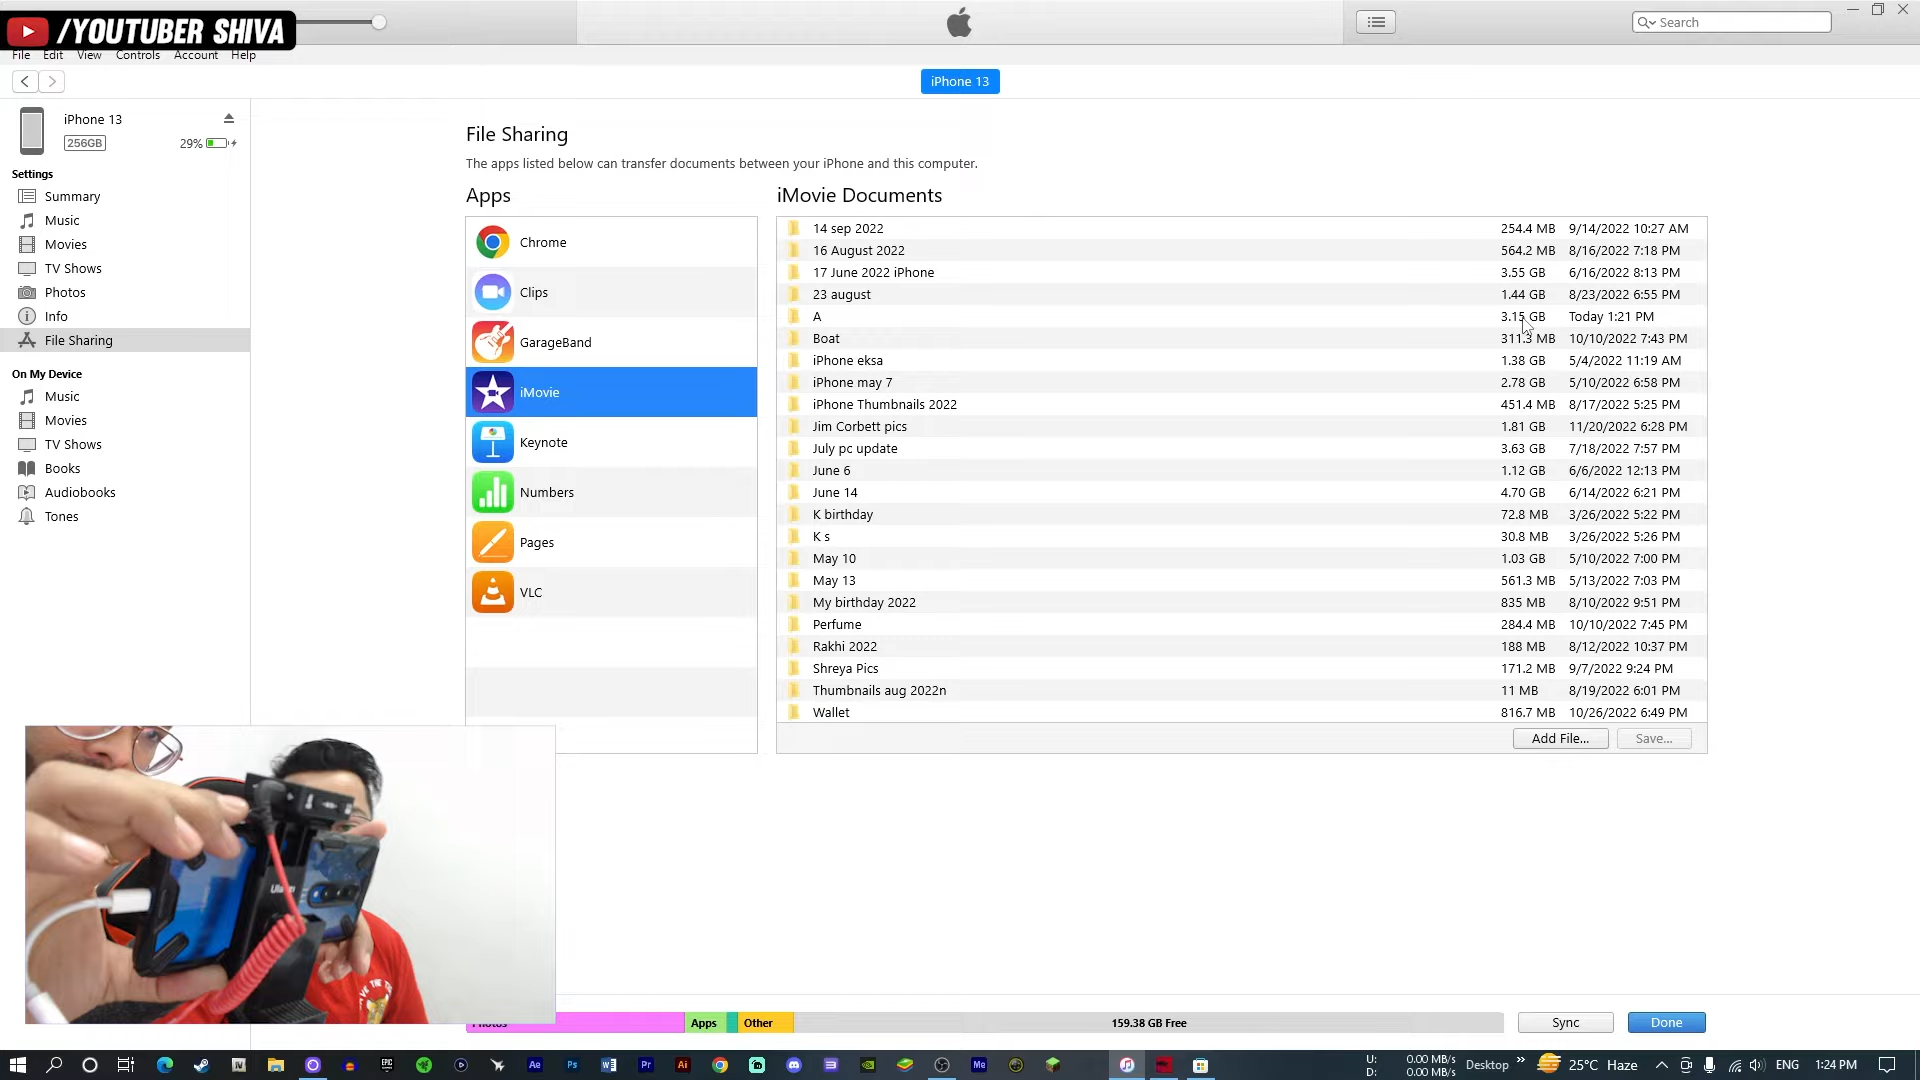 /YOUTUBER SHIVA
Search
File Edit View Controls Account Help
iPhone 13
iPhone 13
256GB 29%
Settings
Summary
Music
Movies
TV Shows
Photos
Info
File Sharing
On My Device
Music
Movies
TV Shows
Books
Audiobooks
Tones
File Sharing
The apps listed below can transfer documents between your iPhone and this computer.
Apps
Chrome
Clips
GarageBand
iMovie
Keynote
Numbers
Pages
VLC
iMovie Documents
14 sep 2022 254.4 MB 9/14/2022 10:27 AM
16 August 2022 564.2 MB 8/16/2022 7:18 PM
17 June 2022 iPhone 3.55 GB 6/16/2022 8:13 PM
23 august 1.44 GB 8/23/2022 6:55 PM
A 3.15 GB Today 1:21 PM
Boat 311.3 MB 10/10/2022 7:43 PM
iPhone eksa 1.38 GB 5/4/2022 11:19 AM
iPhone may 7 2.78 GB 5/10/2022 6:58 PM
iPhone Thumbnails 2022 451.4 MB 8/17/2022 5:25 PM
Jim Corbett pics 1.81 GB 11/20/2022 6:28 PM
July pc update 3.63 GB 7/18/2022 7:57 PM
June 6 1.12 GB 6/6/2022 12:13 PM
June 14 4.70 GB 6/14/2022 6:21 PM
K birthday 72.8 MB 3/26/2022 5:22 PM
K s 30.8 MB 3/26/2022 5:26 PM
May 10 1.03 GB 5/10/2022 7:00 PM
May 13 561.3 MB 5/13/2022 7:03 PM
My birthday 2022 835 MB 8/10/2022 9:51 PM
Perfume 284.4 MB 10/10/2022 7:45 PM
Rakhi 2022 188 MB 8/12/2022 10:37 PM
Shreya Pics 171.2 MB 9/7/2022 9:24 PM
Thumbnails aug 2022n 11 MB 8/19/2022 6:01 PM
Wallet 816.7 MB 10/26/2022 6:49 PM
Add File... Save...
Photos Apps Other 159.38 GB Free Sync Done
U: 0.00 MB/s
D: 0.00 MB/s
Desktop 25°C Haze ENG 1:24 PM